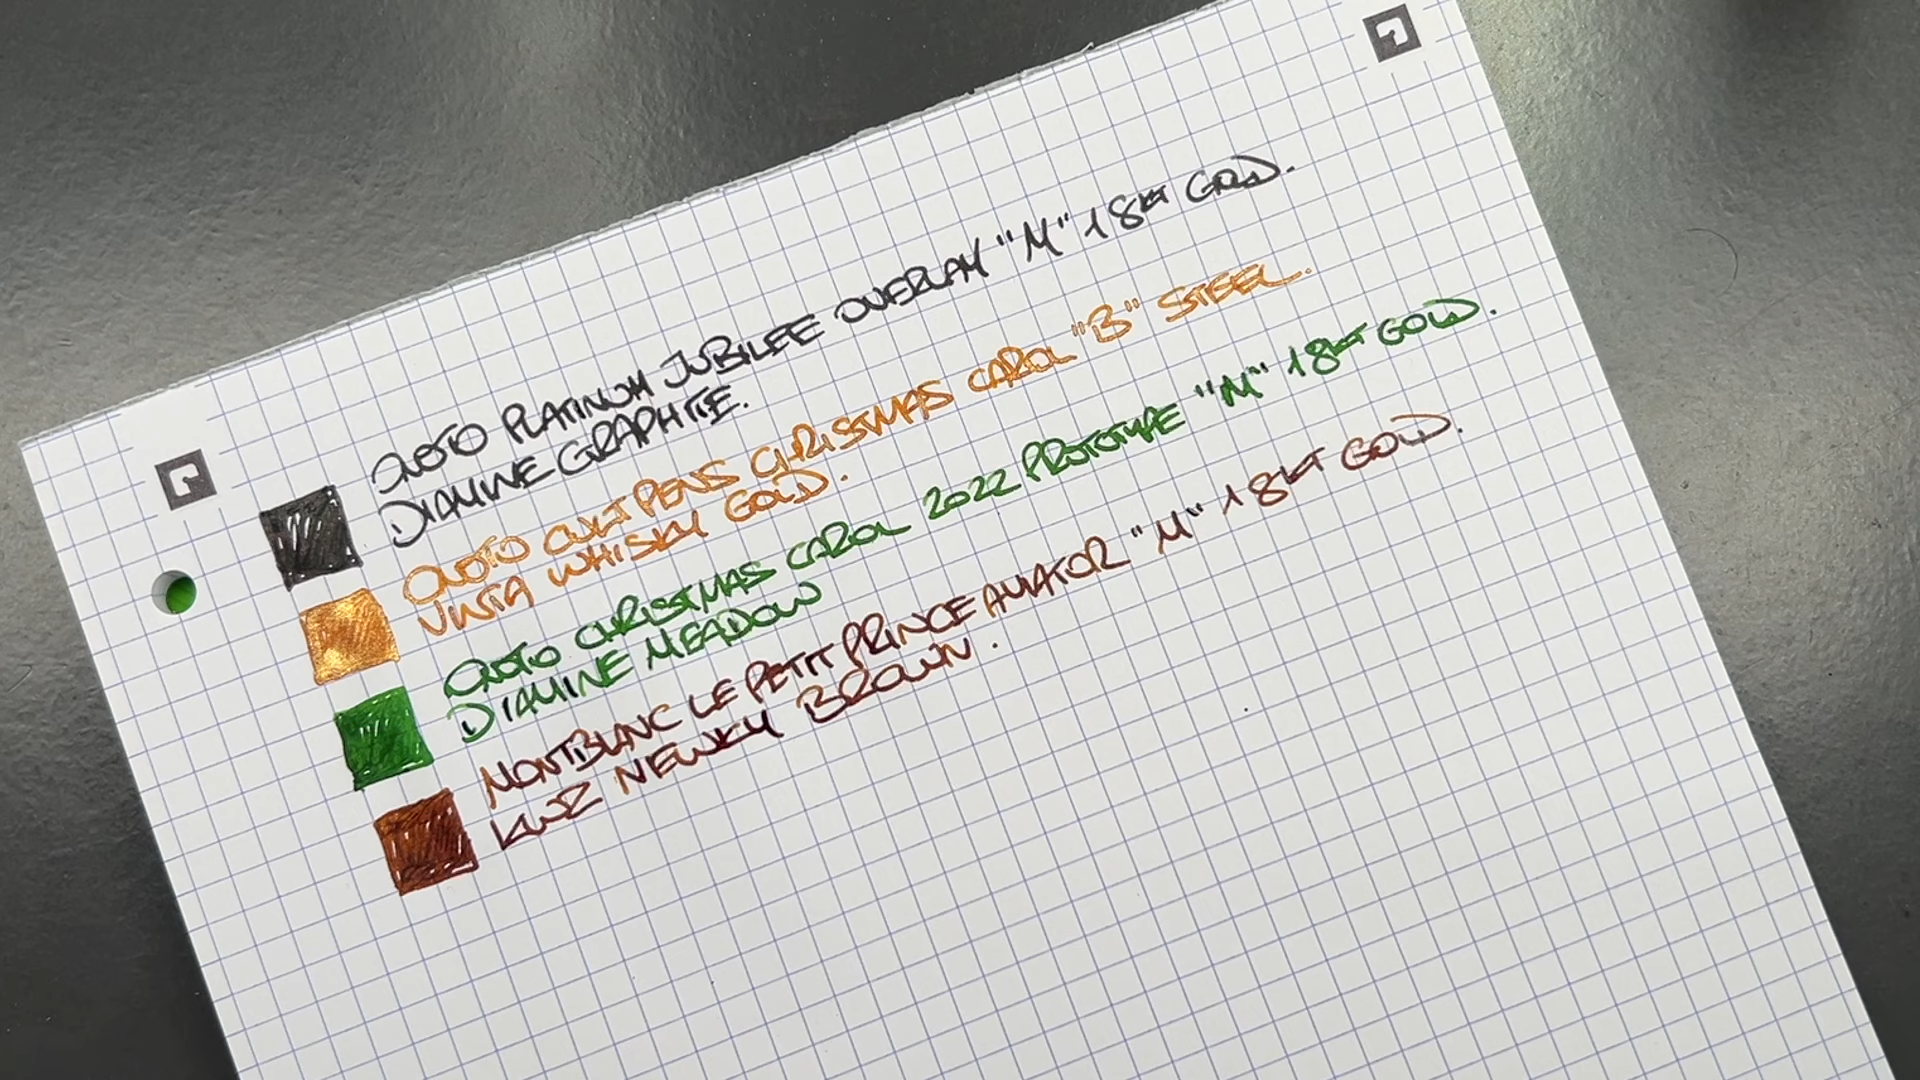 ONOTO PLATINUM JUBILEE OVERLAY "M" 18KT GOLD.
DIAMINE GRAPHITE.
ONOTO CULT PENS CHRISTMAS CAROL "B" STEEL.
VINTA WHISKY GOLD.
ONOTO CHRISTMAS CAROL 2022 PROTOTYPE "M" 18KT GOLD.
DIAMINE MEADOW
MONTBLANC LE PETIT PRINCE AVIATOR "M" 18KT GOLD.
KWZ NEWKY BROWN.